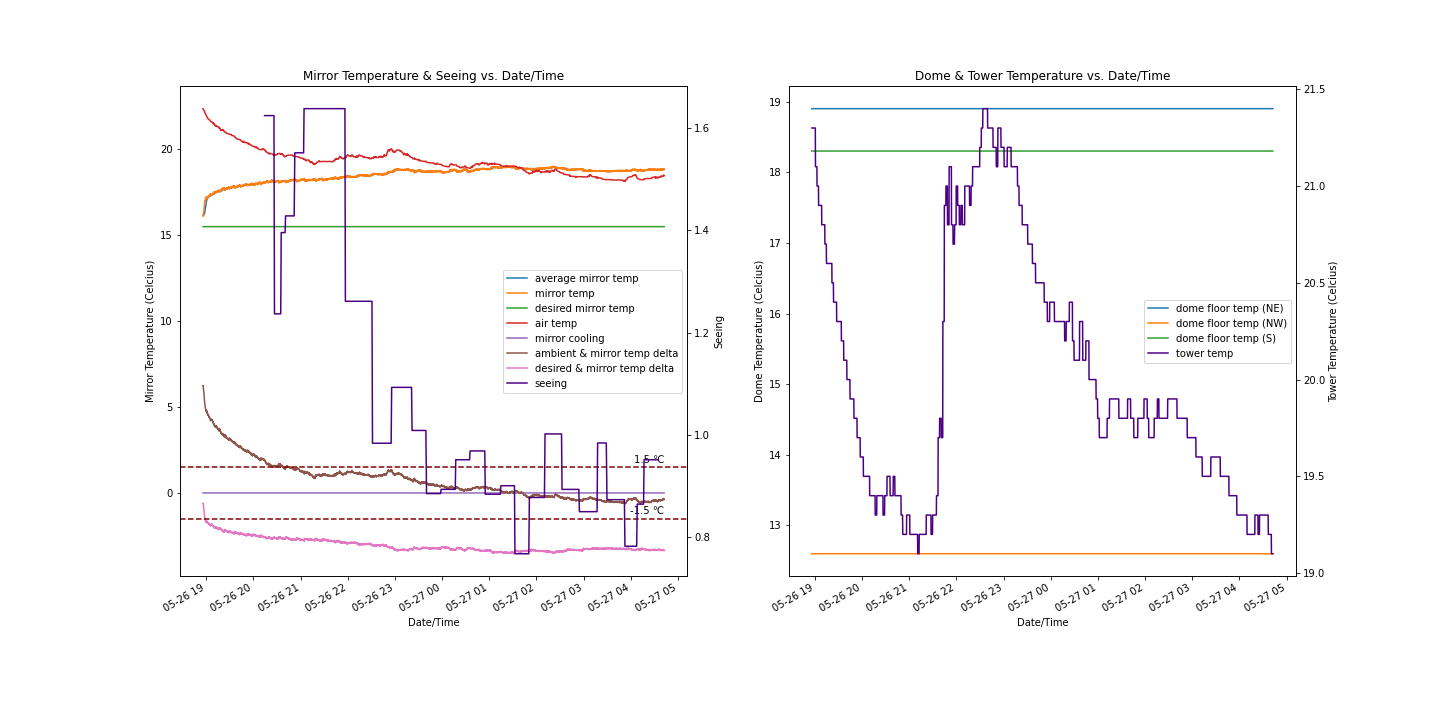 Mirror Temperature & Seeing vs. Date/Time
Mirror Temperature (Celcius)
20
15
10
5
0
1.6
1.4
1.2
1.0
0.8
Seeing
average mirror temp
mirror temp
desired mirror temp
air temp
mirror cooling
ambient & mirror temp delta
desired & mirror temp delta
seeing
1.5 °C
-1.5 °C
05-26 19
05-26 20
05-26 21
05-26 22
05-26 23
05-27 00
05-27 01
05-27 02
05-27 03
05-27 04
05-27 05
Date/Time
Dome & Tower Temperature vs. Date/Time
Dome Temperature (Celcius)
19
18
17
16
15
14
13
21.5
21.0
20.5
20.0
19.5
19.0
Tower Temperature (Celcius)
dome floor temp (NE)
dome floor temp (NW)
dome floor temp (S)
tower temp
05-26 19
05-26 20
05-26 21
05-26 22
05-26 23
05-27 00
05-27 01
05-27 02
05-27 03
05-27 04
05-27 05
Date/Time